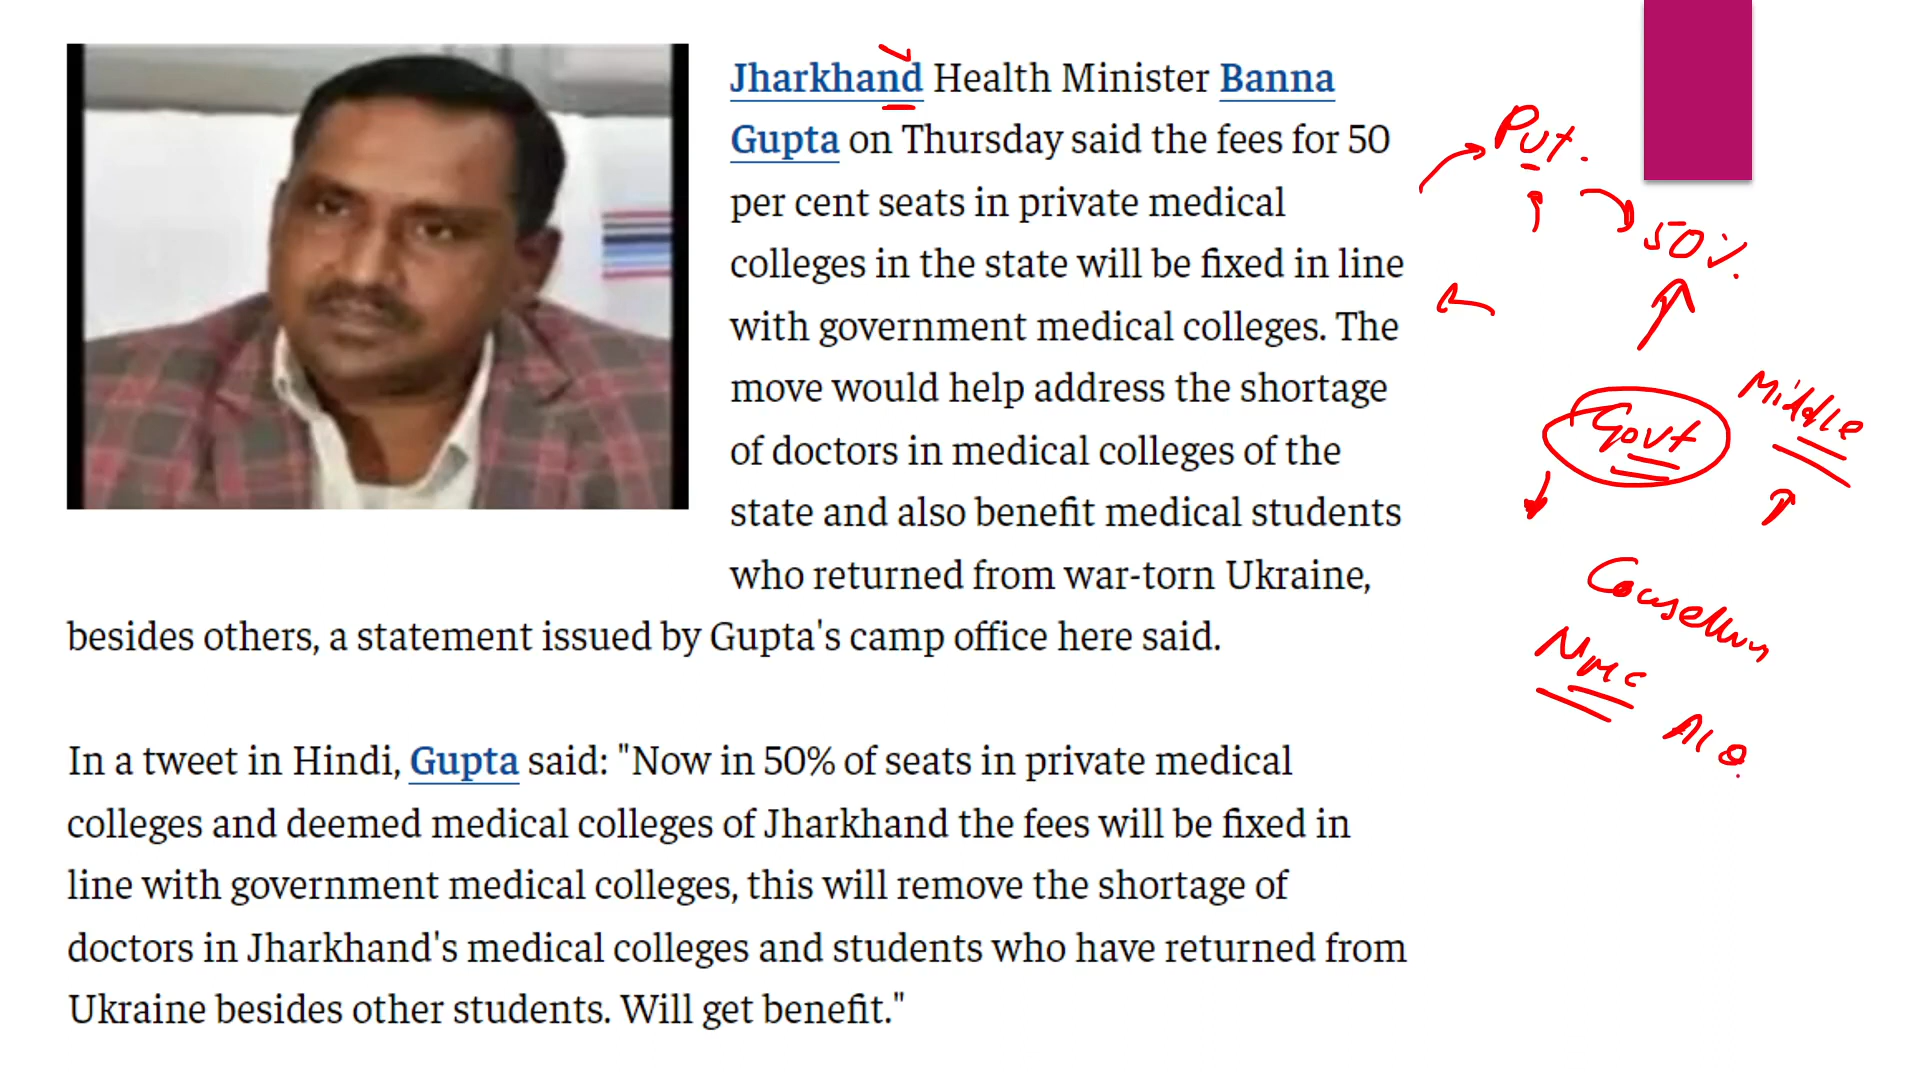 Jharkhand Health Minister Banna
Gupta on Thursday said the fees for 50
per cent seats in private medical
colleges in the state will be fixed in line
with government medical colleges. The
move would help address the shortage
of doctors in medical colleges of the
state and also benefit medical students
who returned from war-torn Ukraine,
besides others, a statement issued by Gupta's camp office here said.
In a tweet in Hindi, Gupta said: "Now in 50% of seats in private medical
colleges and deemed medical colleges of Jharkhand the fees will be fixed in
line with government medical colleges, this will remove the shortage of
doctors in Jharkhand's medical colleges and students who have returned from
Ukraine besides other students. Will get benefit."
Put.
50%.
Govt
Middle
NMC
AIQ.